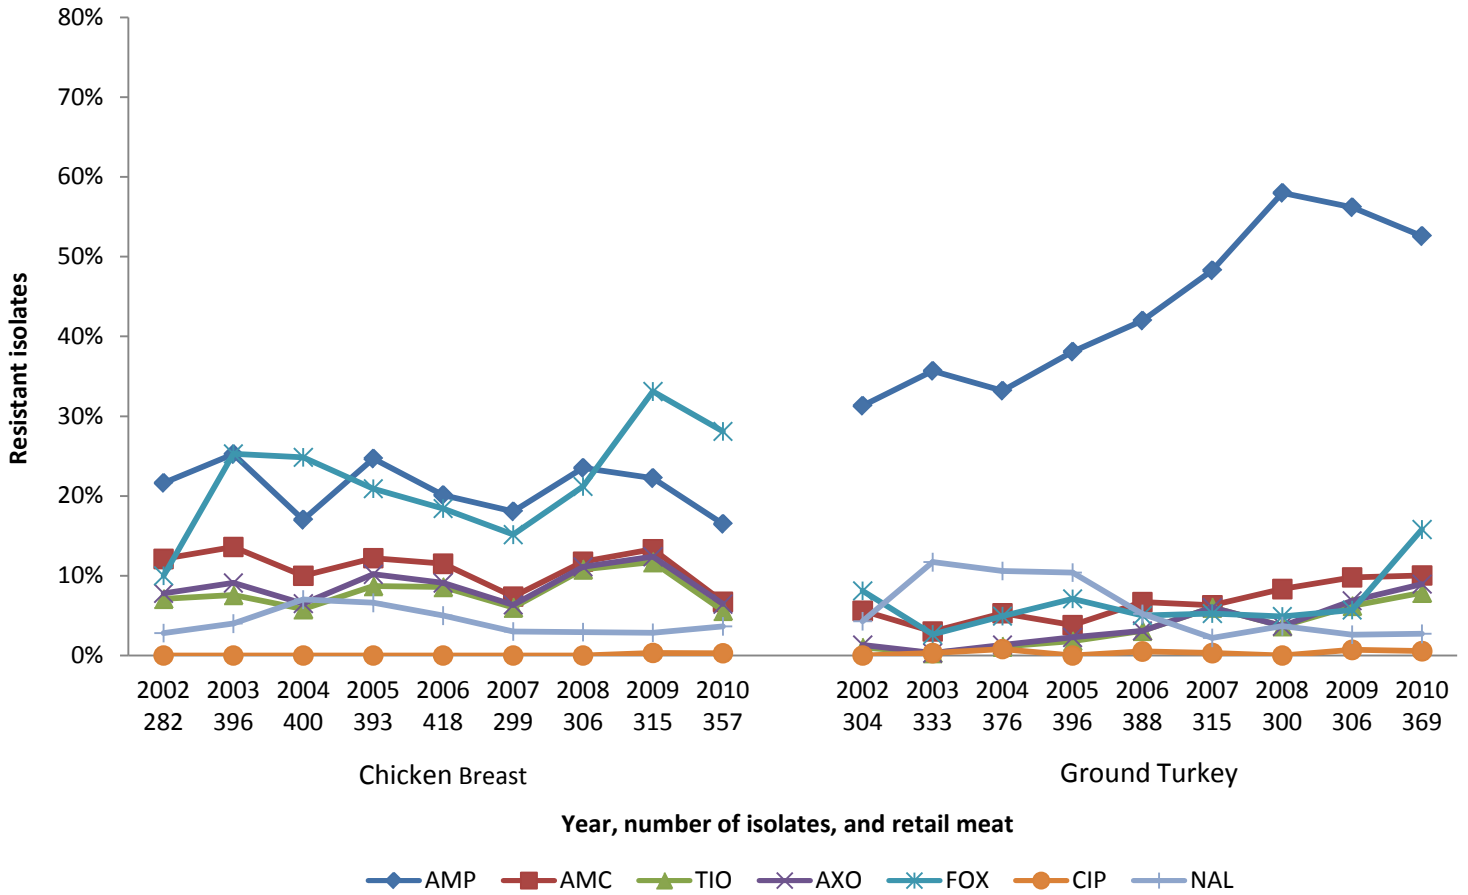 80%
70%
60%
50%
40%
30%
20%
10%
0%
Resistant isolates
2002 2003 2004 2005 2006 2007 2008 2009 2010 2002 2003 2004 2005 2006 2007 2008 2009 2010
282 396 400 393 418 299 306 315 357 304 333 376 396 388 315 300 306 369
Chicken Breast Ground Turkey
Year, number of isolates, and retail meat
AMP AMC TIO AXO FOX CIP NAL